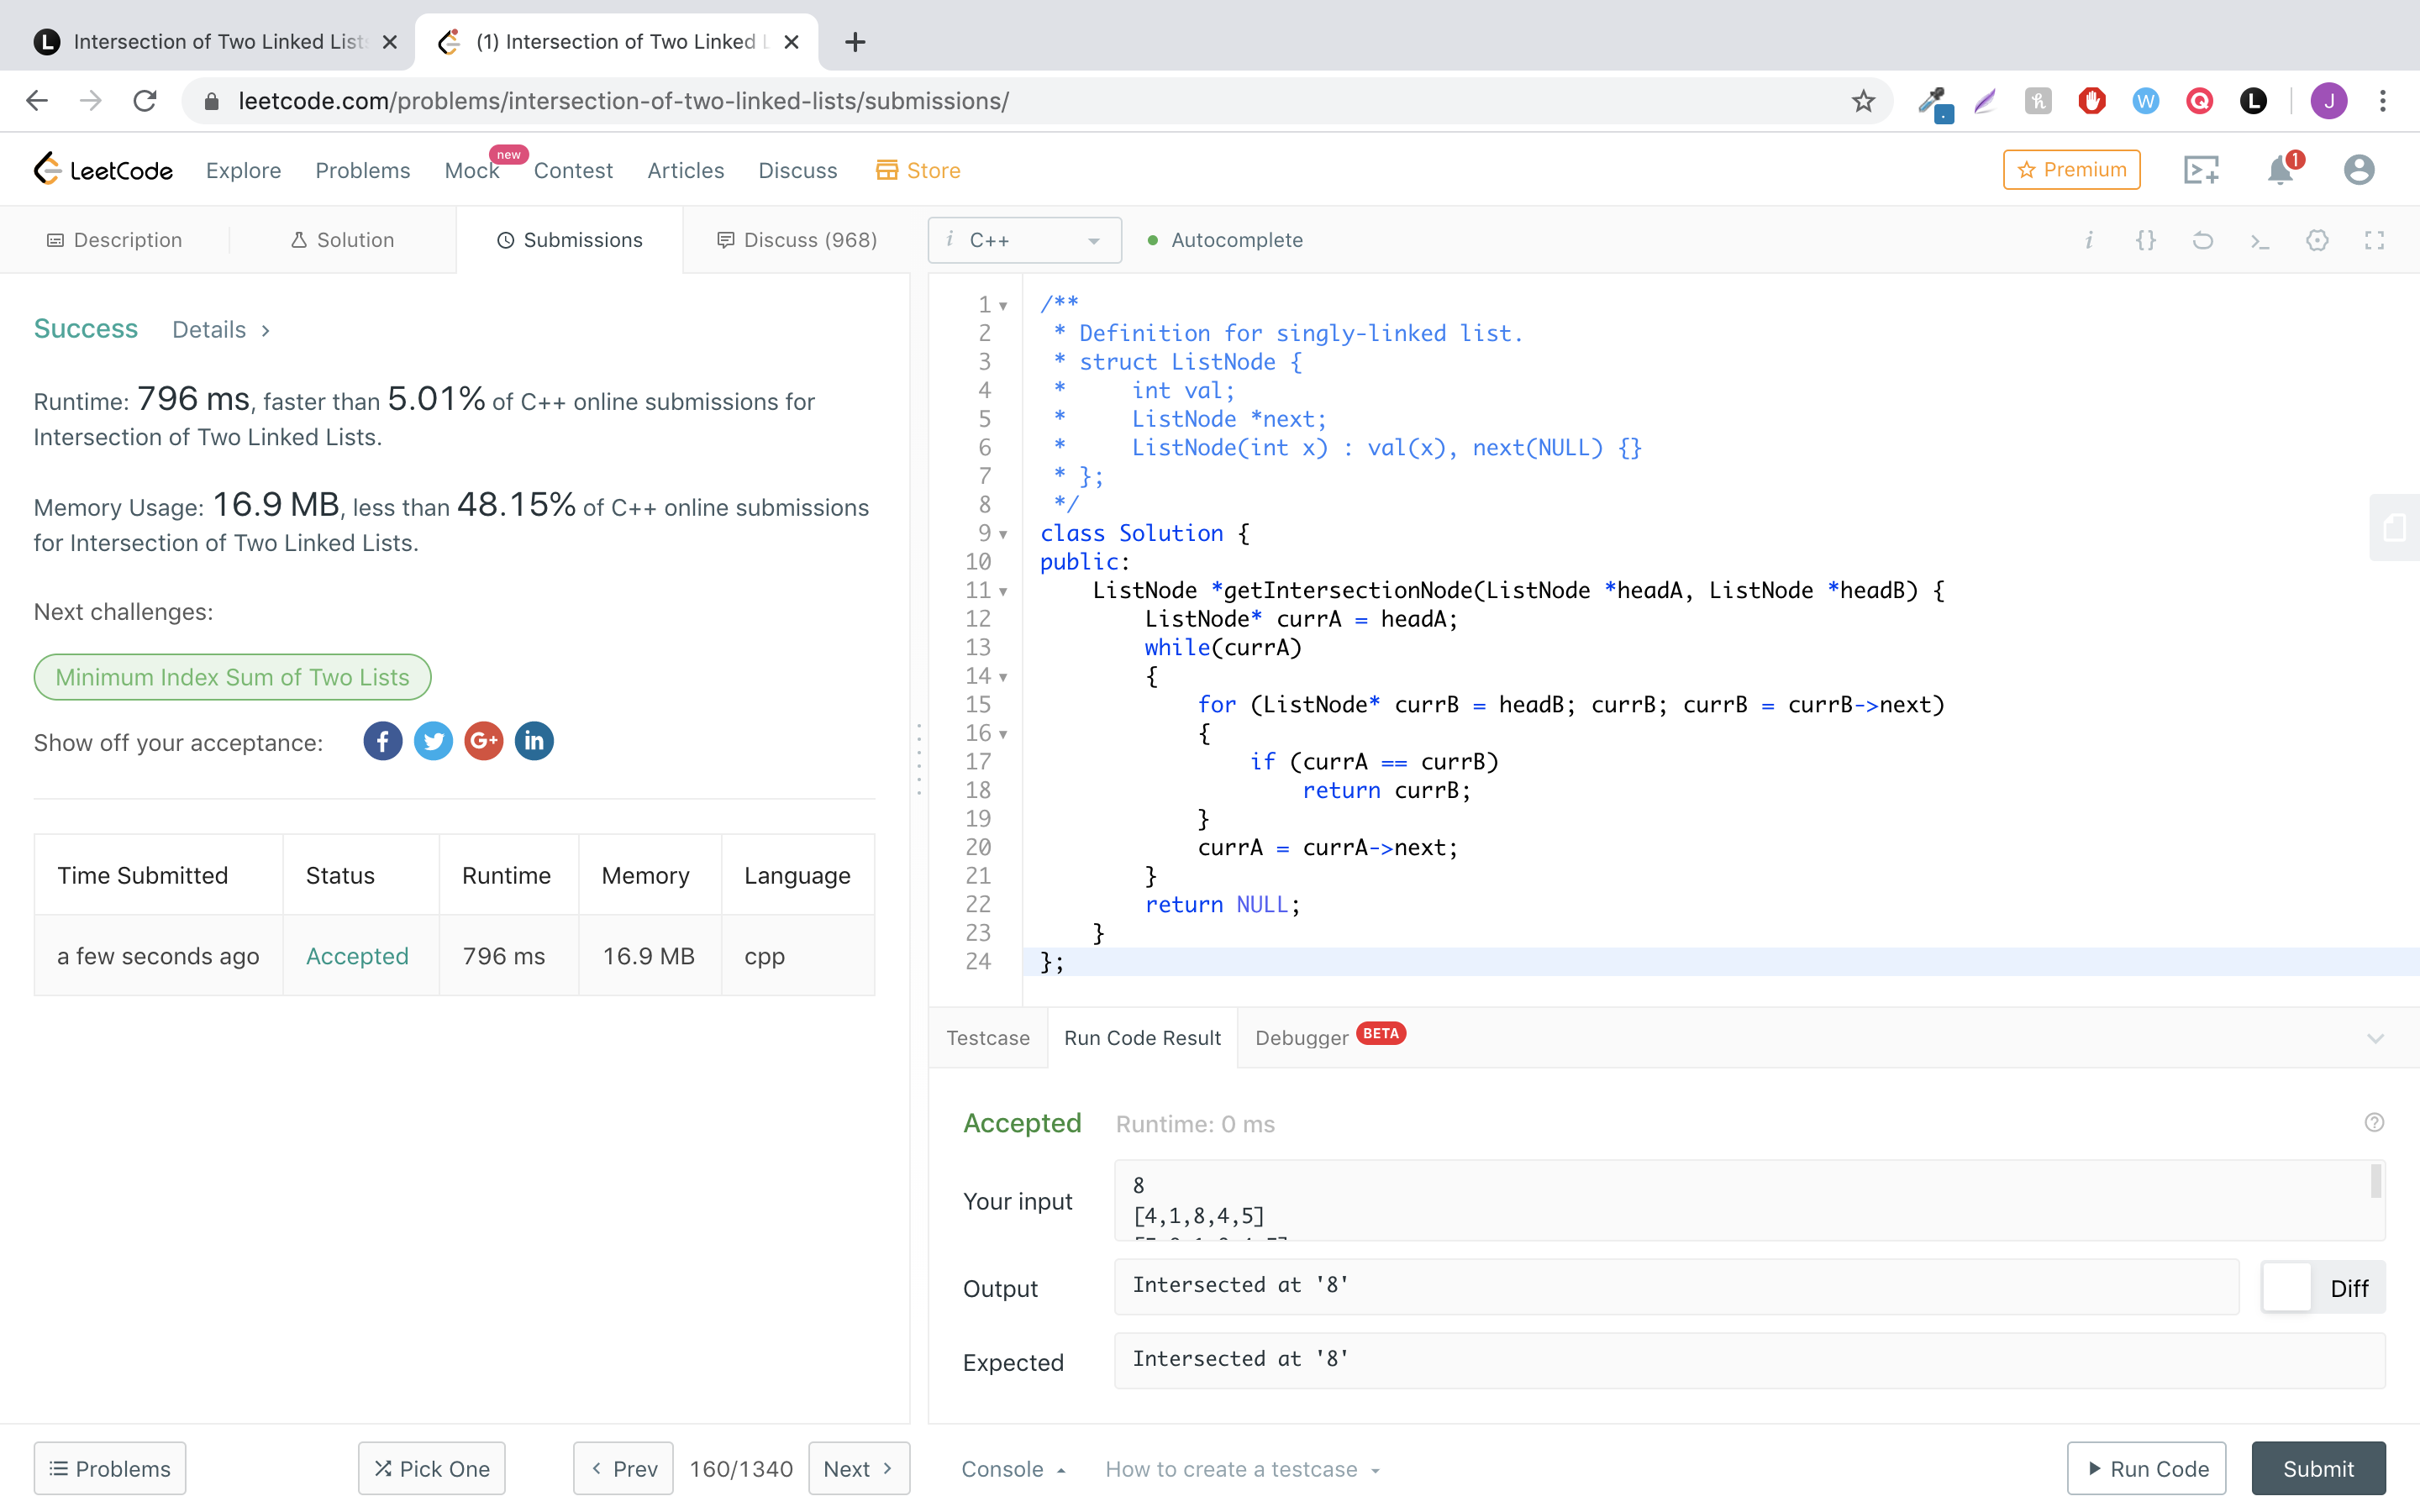 Intersection of Two Linked List
(1) Intersection of Two Linked L
leetcode.com/problems/intersection-of-two-linked-lists/submissions/
J
LeetCode Explore Problems Mock new Contest Articles Discuss Store
Premium
1
Description Solution Submissions Discuss (968)
i C++ Autocomplete
Success Details >
Runtime: 796 ms, faster than 5.01% of C++ online submissions for
Intersection of Two Linked Lists.
Memory Usage: 16.9 MB, less than 48.15% of C++ online submissions
for Intersection of Two Linked Lists.
Next challenges:
Minimum Index Sum of Two Lists
Show off your acceptance: f G+ in
Time Submitted Status Runtime Memory Language
a few seconds ago Accepted 796 ms 16.9 MB cpp
1 /**
2  * Definition for singly-linked list.
3  * struct ListNode {
4  *     int val;
5  *     ListNode *next;
6  *     ListNode(int x) : val(x), next(NULL) {}
7  * };
8  */
9 class Solution {
10 public:
11     ListNode *getIntersectionNode(ListNode *headA, ListNode *headB) {
12         ListNode* currA = headA;
13         while(currA)
14         {
15             for (ListNode* currB = headB; currB; currB = currB->next)
16             {
17                 if (currA == currB)
18                     return currB;
19             }
20             currA = currA->next;
21         }
22         return NULL;
23     }
24 };
Testcase Run Code Result Debugger BETA
Accepted Runtime: 0 ms
Your input
8
[4,1,8,4,5]
Output
Intersected at '8'
Diff
Expected
Intersected at '8'
Problems Pick One Prev 160/1340 Next
Console How to create a testcase Run Code Submit